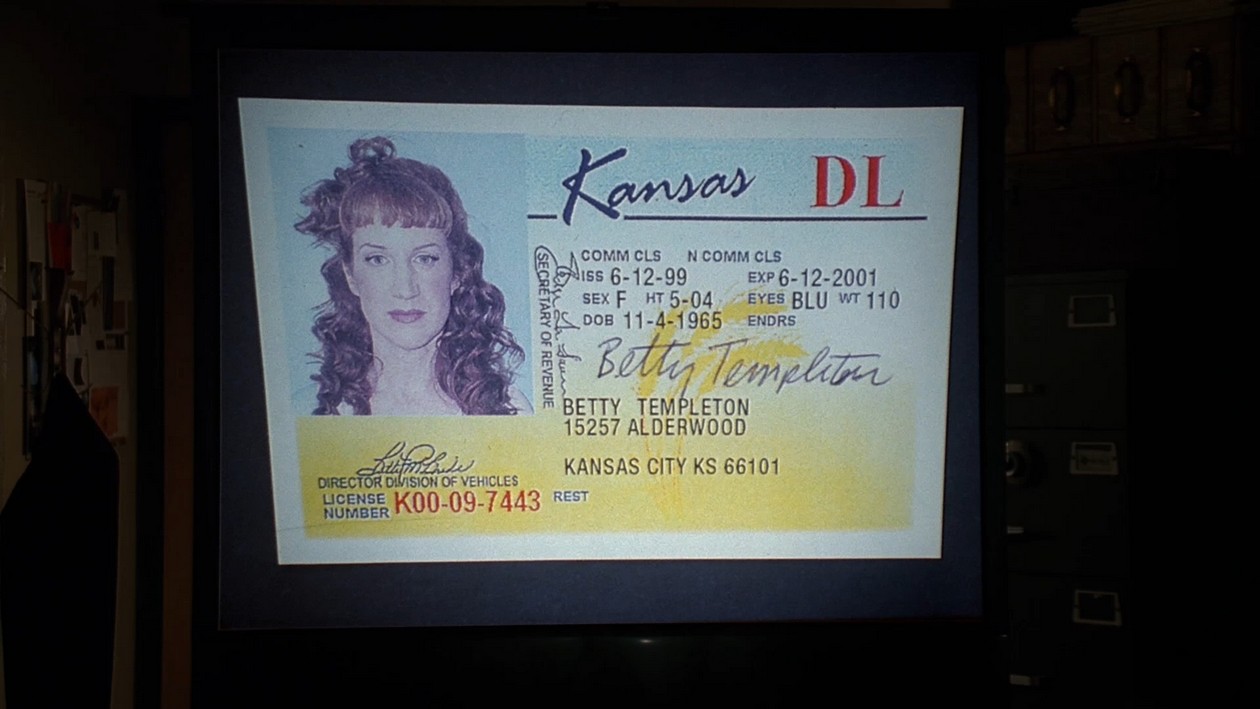 Kansas DL
COMM CLS N COMM CLS
ISS 6-12-99 EXP 6-12-2001
SEX F HT 5-04 EYES BLU WT 110
DOB 11-4-1965 ENDRS
SECRETARY OF REVENUE
Betty Templeton
BETTY TEMPLETON
15257 ALDERWOOD
KANSAS CITY KS 66101
DIRECTOR DIVISION OF VEHICLES
LICENSE NUMBER K00-09-7443 REST